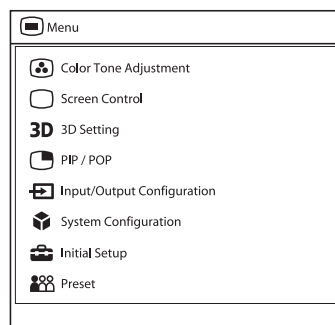 Menu
Color Tone Adjustment
Screen Control
3D 3D Setting
PIP / POP
Input/Output Configuration
System Configuration
Initial Setup
Preset